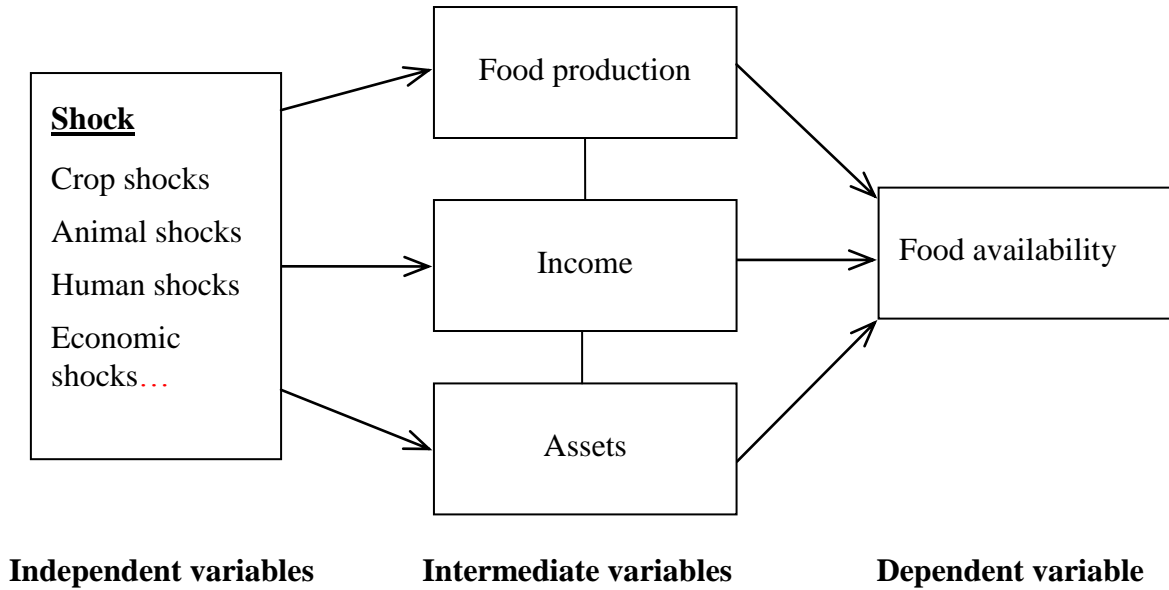 Shock
Crop shocks
Animal shocks
Human shocks
Economic
shocks…
Food production
Income
Assets
Food availability
Independent variables
Intermediate variables
Dependent variable